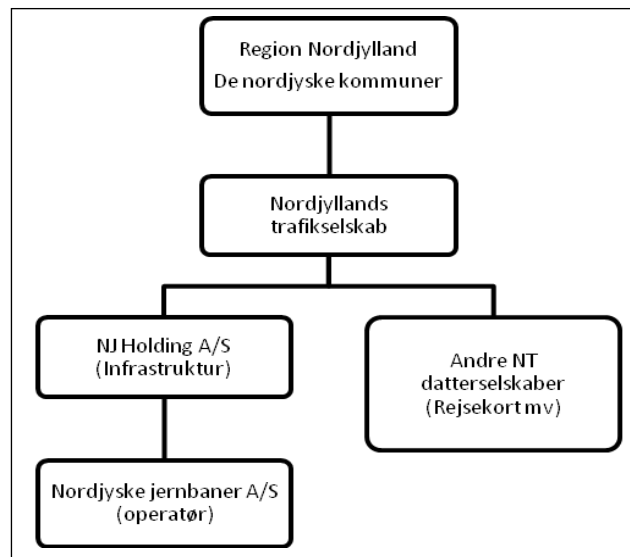 Region Nordjylland
De nordjyske kommuner
Nordjyllands
trafikselskab
NJ Holding A/S
(Infrastruktur)
Andre NT
datterselskaber
(Rejsekort mv)
Nordjyske jernbaner A/S
(operatør)